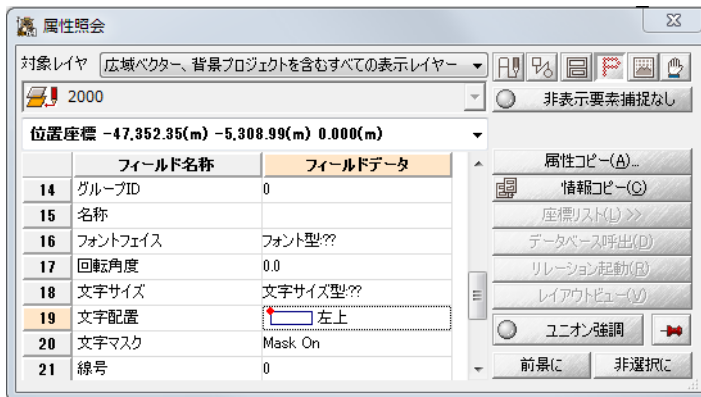 属性照会
対象レイヤ 広域ベクター、背景プロジェクトを含むすべての表示レイヤー
2000
非表示要素捕捉なし
位置座標 -47,352.35(m) -5,308.99(m) 0.000(m)
フィールド名称 フィールドデータ
14 グループID 0
15 名称
16 フォントフェイス フォント型:??
17 回転角度 0.0
18 文字サイズ 文字サイズ型:??
19 文字配置 左上
20 文字マスク Mask On
21 線号 0
属性コピー(A)...
情報コピー(C)
座標リスト(L) >>
データベース呼出(D)
リレーション起動(R)
レイアウトビュー(V)
ユニオン強調
前景に 非選択に